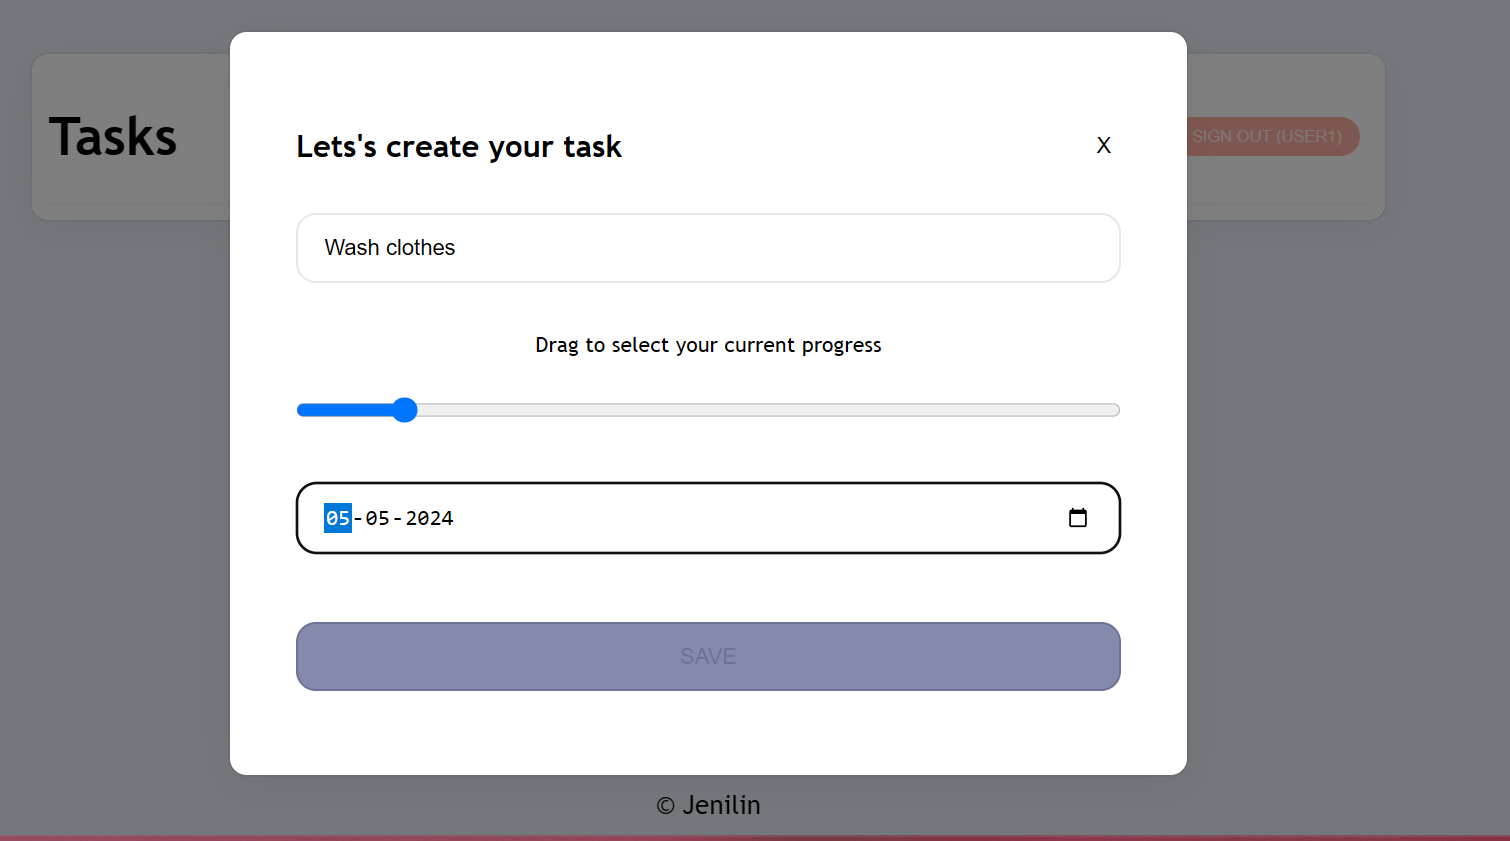 Tasks
SIGN OUT (USER1)
Lets's create your task
X
Wash clothes
Drag to select your current progress
05-05-2024
SAVE
© Jenilin